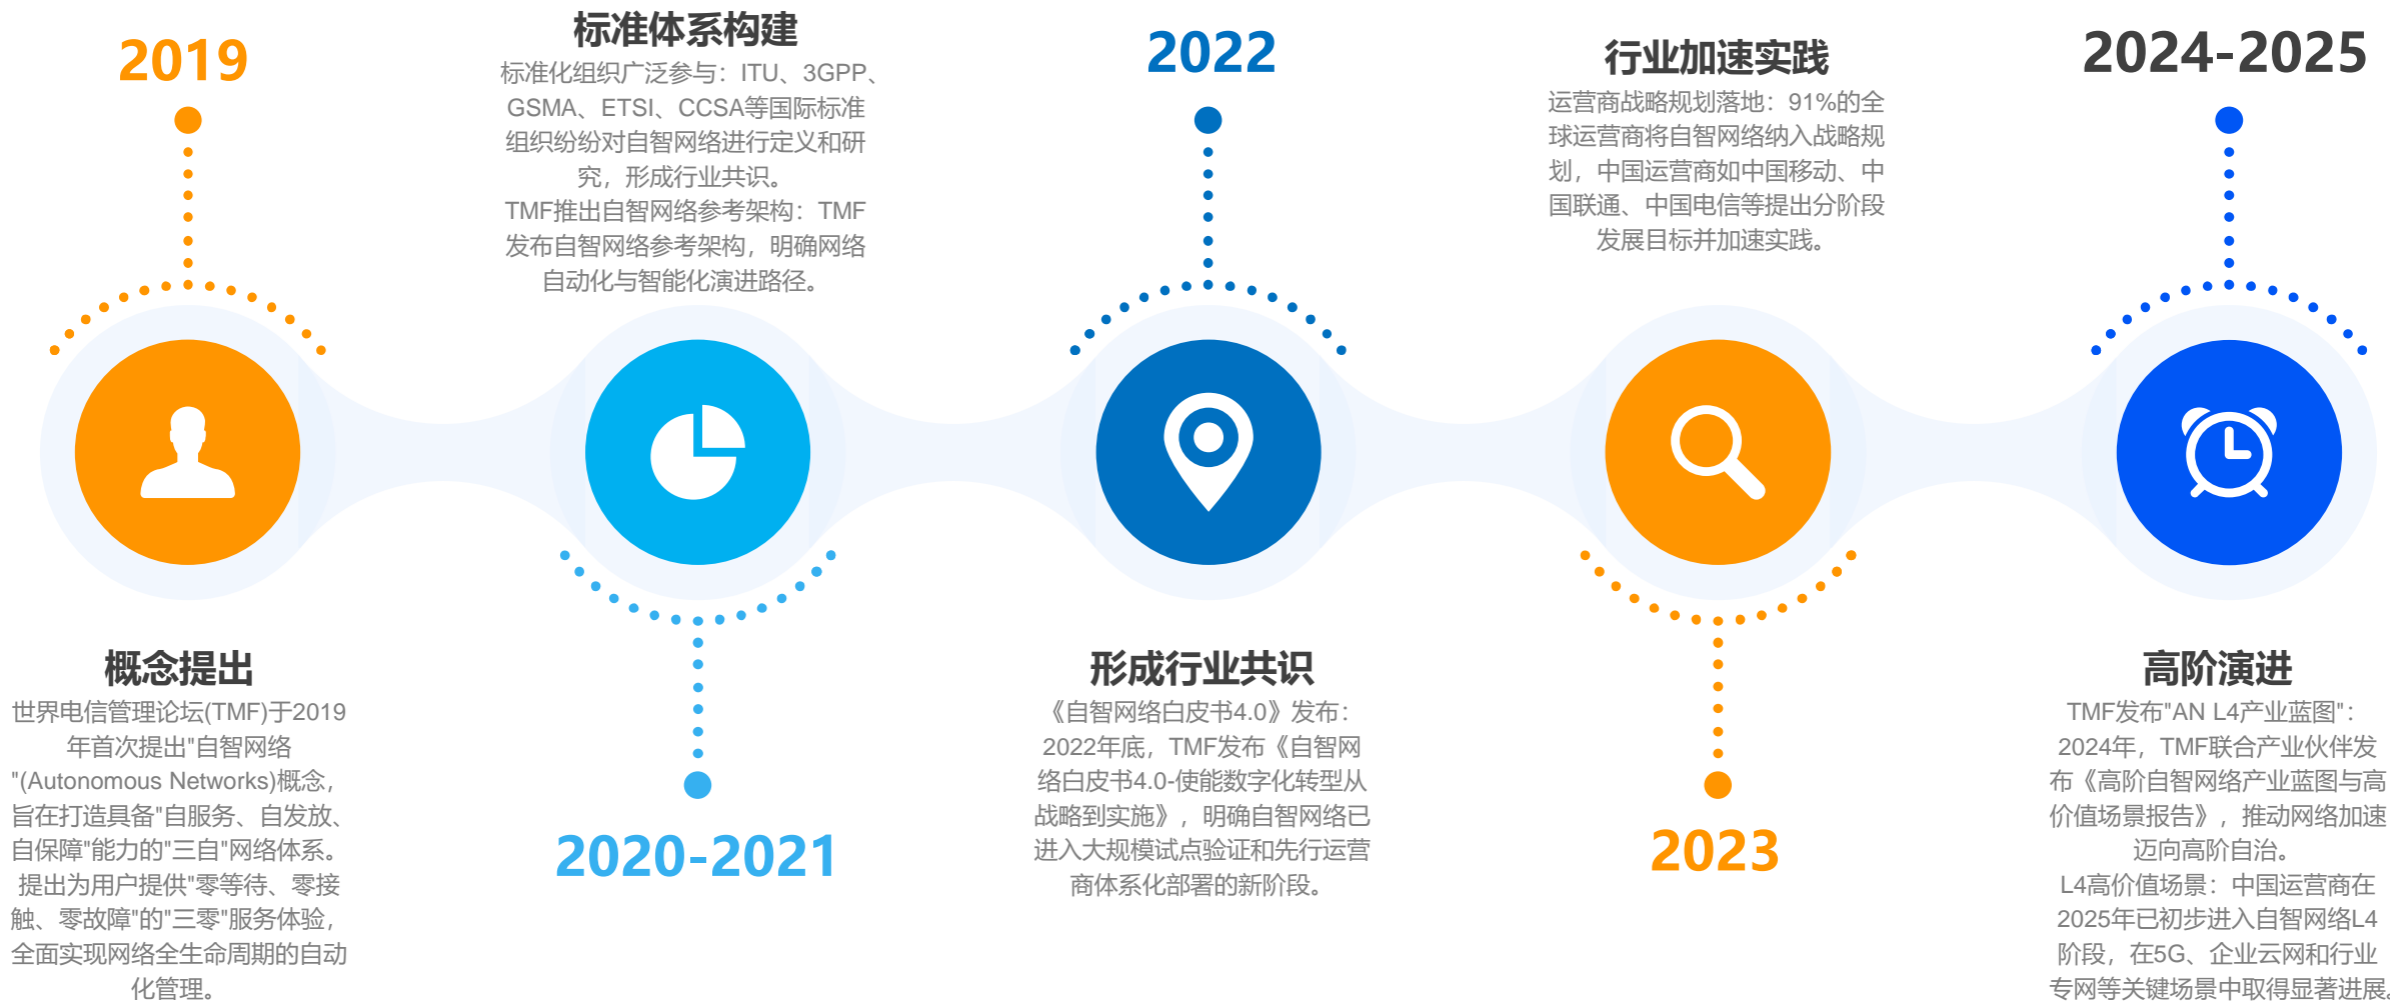 2019
概念提出
世界电信管理论坛(TMF)于2019
年首次提出"自智网络
"(Autonomous Networks)概念，
旨在打造具备"自服务、自发放、
自保障"能力的"三自"网络体系。
提出为用户提供"零等待、零接
触、零故障"的"三零"服务体验，
全面实现网络全生命周期的自动
化管理。
标准体系构建
标准化组织广泛参与：ITU、3GPP、
GSMA、ETSI、CCSA等国际标准
组织纷纷对自智网络进行定义和研
究，形成行业共识。
TMF推出自智网络参考架构：TMF
发布自智网络参考架构，明确网络
自动化与智能化演进路径。
2020-2021
2022
形成行业共识
《自智网络白皮书4.0》发布：
2022年底，TMF发布《自智网
络白皮书4.0-使能数字化转型从
战略到实施》，明确自智网络已
进入大规模试点验证和先行运营
商体系化部署的新阶段。
行业加速实践
运营商战略规划落地：91%的全
球运营商将自智网络纳入战略规
划，中国运营商如中国移动、中
国联通、中国电信等提出分阶段
发展目标并加速实践。
2023
2024-2025
高阶演进
TMF发布"AN L4产业蓝图"：
2024年，TMF联合产业伙伴发
布《高阶自智网络产业蓝图与高
价值场景报告》，推动网络加速
迈向高阶自治。
L4高价值场景：中国运营商在
2025年已初步进入自智网络L4
阶段，在5G、企业云网和行业
专网等关键场景中取得显著进展。